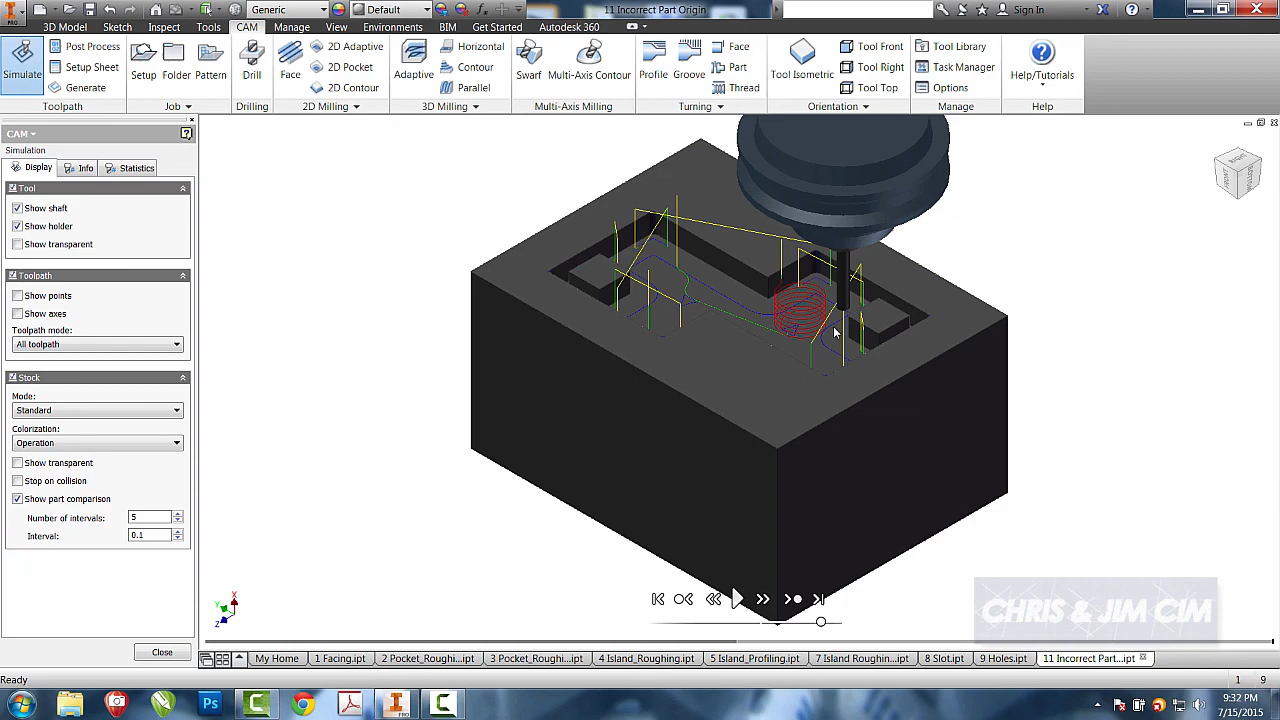 Generic
Default
11 Incorrect Part Origin
Sign In
PRO
3D Model Sketch Inspect Tools CAM Manage View Environments BIM Get Started Autodesk 360
Simulate
Post Process
Setup Sheet
Generate
Toolpath
Setup Folder
Job
Drill
Drilling
Face
2D Adaptive
2D Pocket
2D Contour
2D Milling
Adaptive
Horizontal
Contour
Parallel
3D Milling
Swarf Multi-Axis Contour
Multi-Axis Milling
Profile Groove
Face
Part
Thread
Turning
Tool Isometric
Tool Front
Tool Right
Tool Top
Orientation
Tool Library
Task Manager
Options
Manage
Help/Tutorials
Help
CAM
Simulation
Display Info Statistics
Tool
Show shaft
Show holder
Show transparent
Toolpath
Show points
Show axes
Toolpath mode:
All toolpath
Stock
Mode:
Standard
Colorization:
Operation
Show transparent
Stop on collision
Show part comparison
Number of intervals: 5
Interval: 0.1
Close
RIGHT
FRONT
X
Y
Z
CHRIS & JIM CIM
My Home 1 Facing.ipt 2 Pocket_Roughi...ipt 3 Pocket_Roughi...ipt 4 Island_Roughing.ipt 5 Island_Profiling.ipt 7 Island Roughin...ipt 8 Slot.ipt 9 Holes.ipt 11 Incorrect Part...ipt
Ready
1 9
Ps
PRO
9:32 PM
7/15/2015